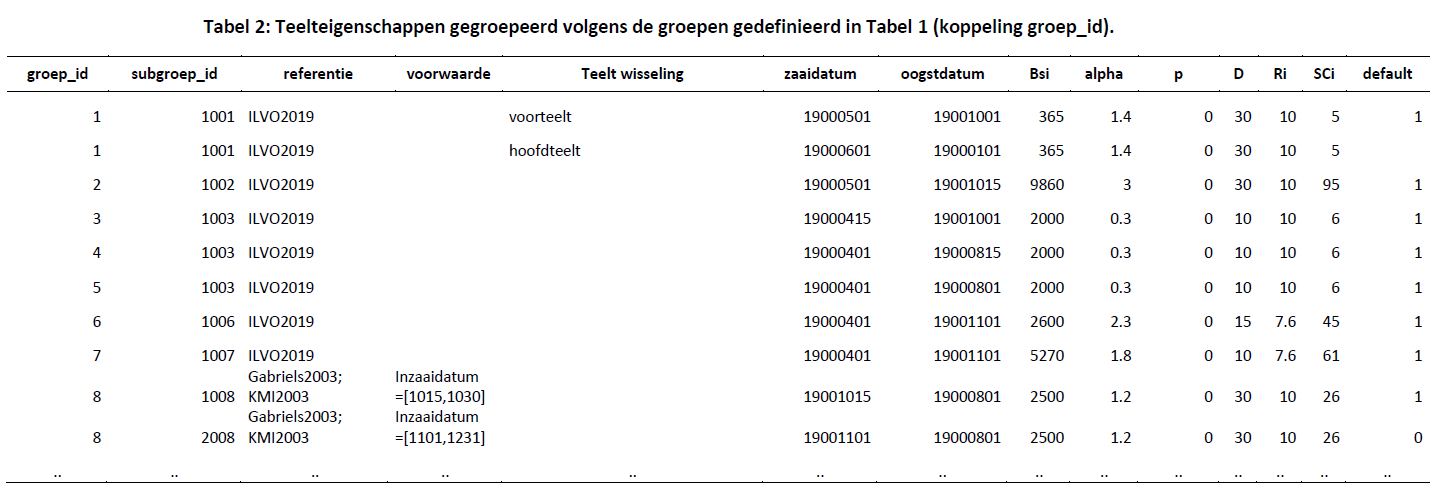 Tabel 2: Teelteigenschappen gegroepeerd volgens de groepen gedefinieerd in Tabel 1 (koppeling groep_id).
groep_id subgroep_id referentie voorwaarde Teelt wisseling zaaidatum oogstdatum Bsi alpha p D Ri SCi default
1 1001 ILVO2019 voorteelt 19000501 19001001 365 1.4 0 30 10 5 1
1 1001 ILVO2019 hoofdteelt 19000601 19000101 365 1.4 0 30 10 5
2 1002 ILVO2019 19000501 19001015 9860 3 0 30 10 95 1
3 1003 ILVO2019 19000415 19001001 2000 0.3 0 10 10 6 1
4 1003 ILVO2019 19000401 19000815 2000 0.3 0 10 10 6 1
5 1003 ILVO2019 19000401 19000801 2000 0.3 0 10 10 6 1
6 1006 ILVO2019 19000401 19001101 2600 2.3 0 15 7.6 45 1
7 1007 ILVO2019 19000401 19001101 5270 1.8 0 10 7.6 61 1
Gabriels2003; Inzaaidatum
8 1008 KMI2003 =[1015,1030] 19001015 19000801 2500 1.2 0 30 10 26 1
Gabriels2003; Inzaaidatum
8 2008 KMI2003 =[1101,1231] 19001101 19000801 2500 1.2 0 30 10 26 0
.. .. .. .. .. .. .. .. .. .. .. .. .. ..